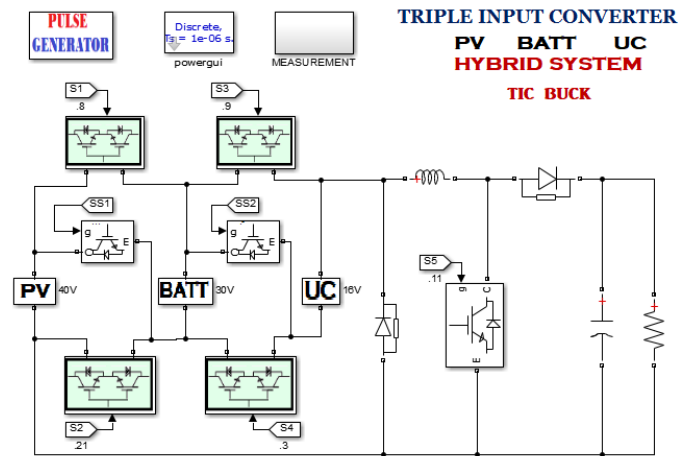 PULSE
GENERATOR
Discrete,
Ts = 1e-06 s.
powergui
MEASUREMENT
TRIPLE INPUT CONVERTER
PV BATT UC
HYBRID SYSTEM
TIC BUCK
S1
.8
S3
.9
SS1
g
C
E
SS2
g
C
E
PV
40V
BATT
30V
UC
16V
S5
.11
g
C
E
S2
.21
S4
.3